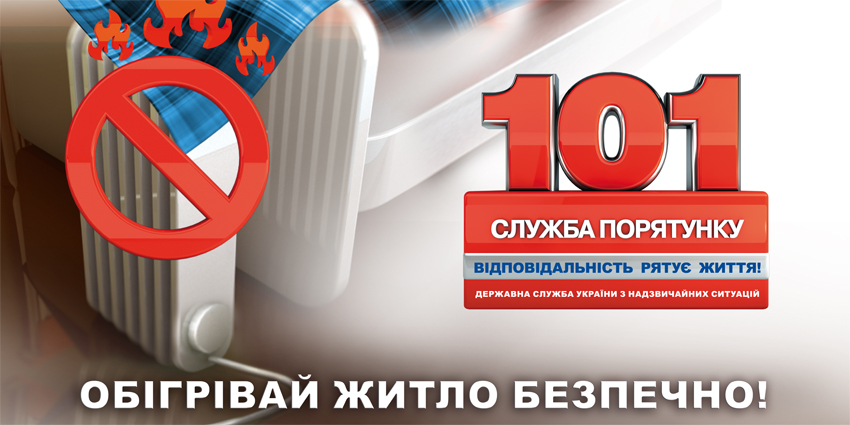 101
СЛУЖБА ПОРЯТУНКУ
ВІДПОВІДАЛЬНІСТЬ РЯТУЄ ЖИТТЯ!
ДЕРЖАВНА СЛУЖБА УКРАЇНИ З НАДЗВИЧАЙНИХ СИТУАЦІЙ
ОБІГРІВАЙ ЖИТЛО БЕЗПЕЧНО!